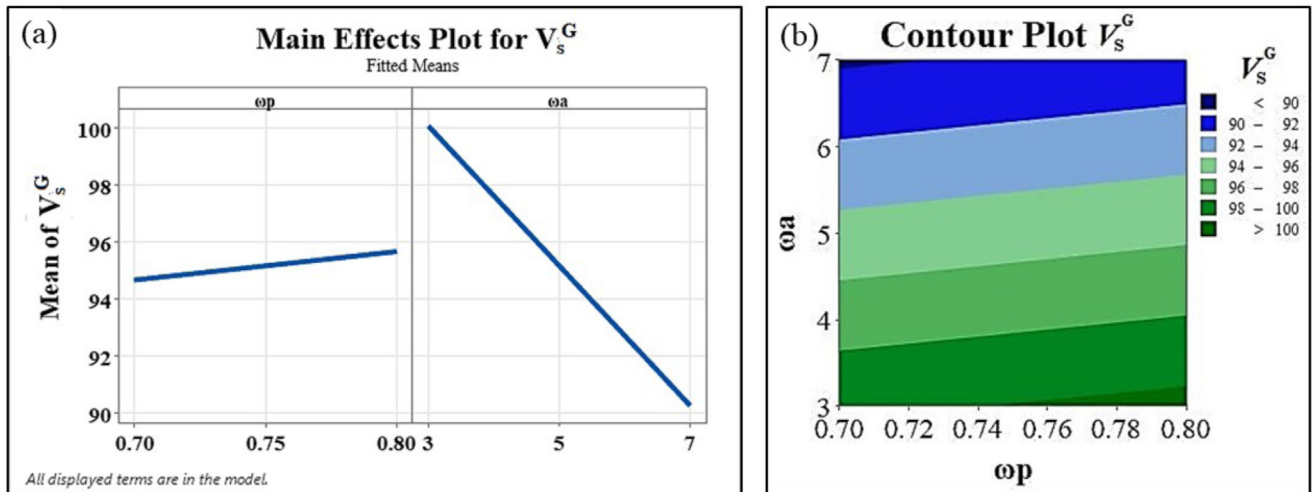 (a)
Main Effects Plot for V_s^G
Fitted Means
ωp ωa
Mean of V_s^G
100
98
96
94
92
90
0.70 0.75 0.80 3 5 7
All displayed terms are in the model.
(b)
Contour Plot V_s^G
ωa
7
6
5
4
3
0.70 0.72 0.74 0.76 0.78 0.80
ωp
V_S^G
< 90
90 – 92
92 – 94
94 – 96
96 – 98
98 – 100
> 100